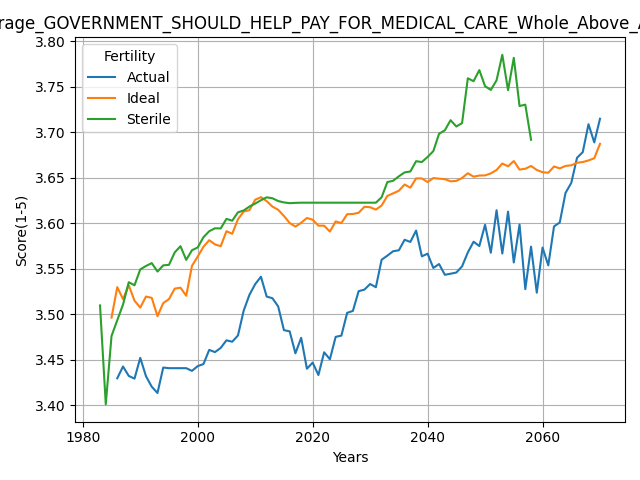 rage_GOVERNMENT_SHOULD_HELP_PAY_FOR_MEDICAL_CARE_Whole_Above_
Fertility
Actual
Ideal
Sterile
Score(1-5)
3.80
3.75
3.70
3.65
3.60
3.55
3.50
3.45
3.40
1980
2000
2020
2040
2060
Years